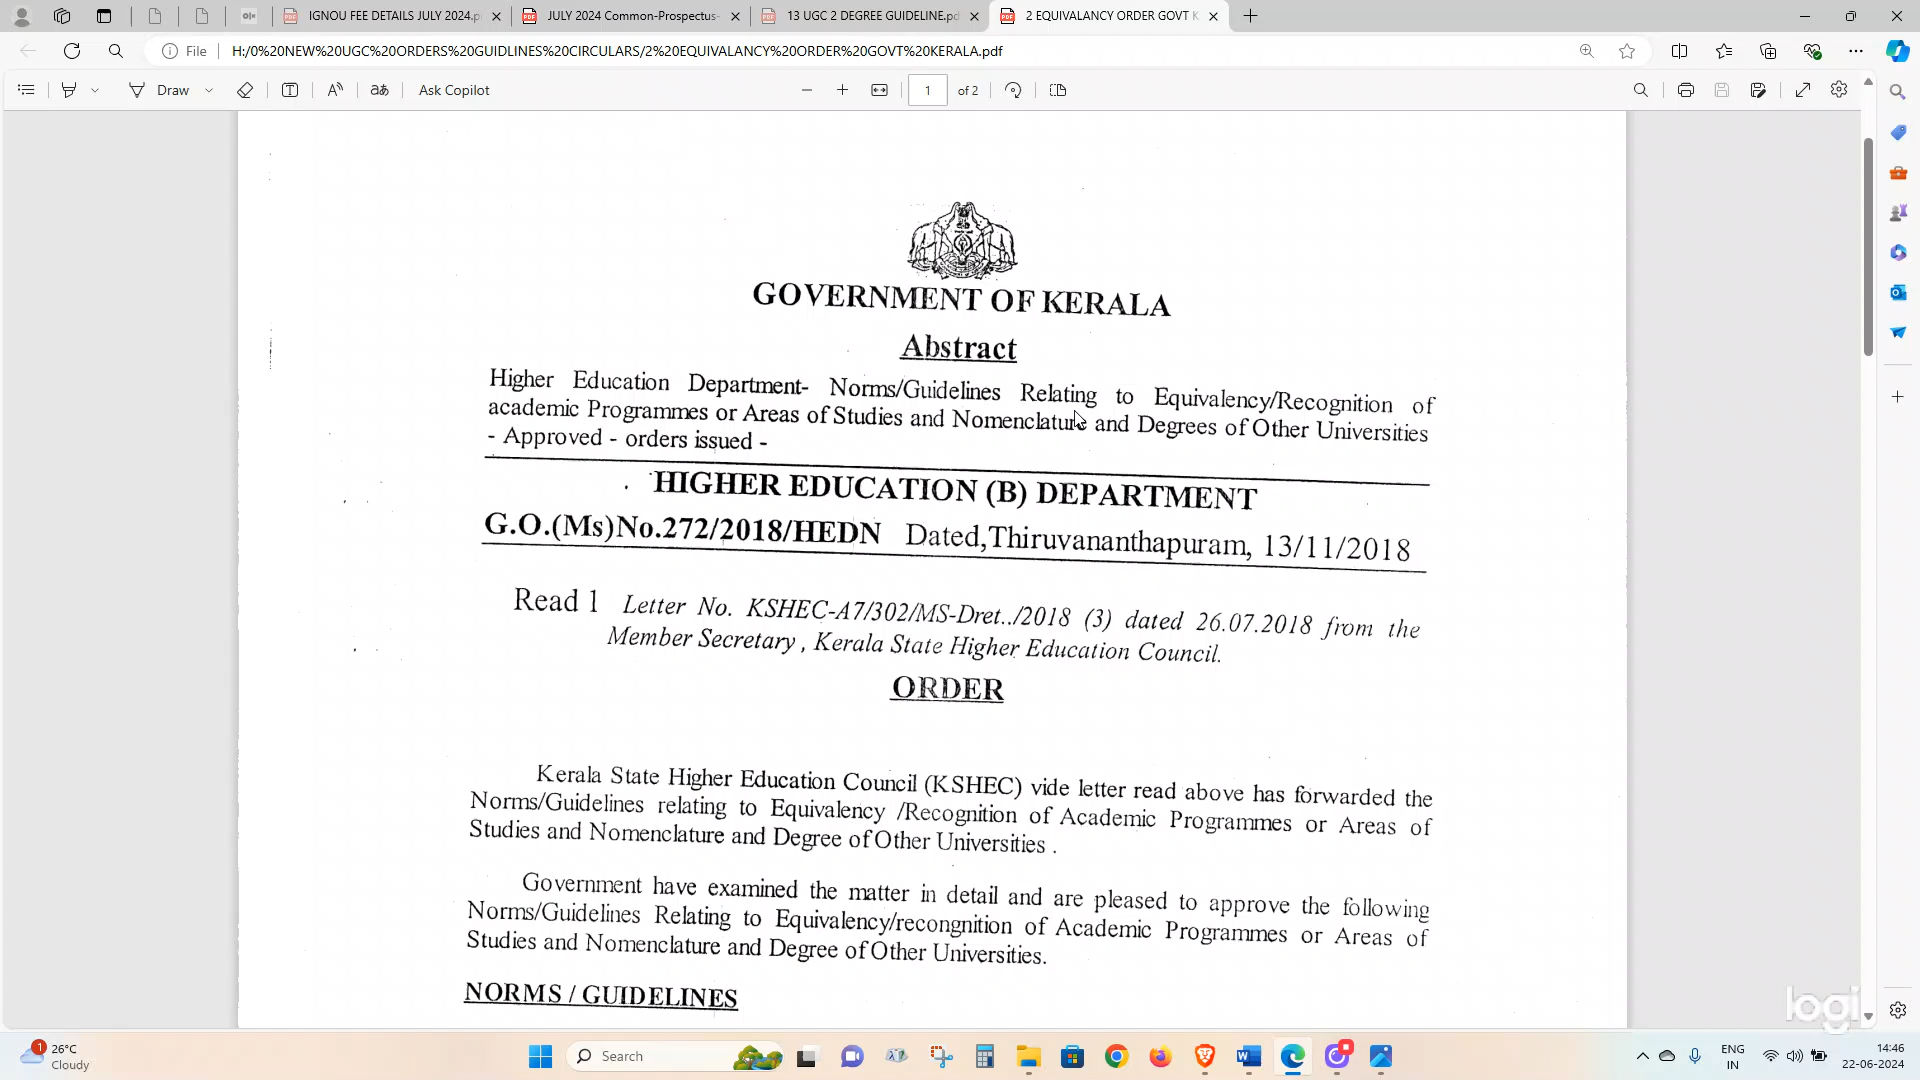 IGNOU FEE DETAILS JULY 2024.p
JULY 2024 Common-Prospectus-
13 UGC 2 DEGREE GUIDELINE.pd
2 EQUIVALANCY ORDER GOVT K
File
H:/0%20NEW%20UGC%20ORDERS%20GUIDLINES%20CIRCULARS/2%20EQUIVALANCY%20ORDER%20GOVT%20KERALA.pdf
Draw
Ask Copilot
1 of 2
GOVERNMENT OF KERALA
Abstract
Higher Education Department- Norms/Guidelines Relating to Equivalency/Recognition of
academic Programmes or Areas of Studies and Nomenclature and Degrees of Other Universities
- Approved - orders issued -
HIGHER EDUCATION (B) DEPARTMENT
G.O.(Ms)No.272/2018/HEDN Dated,Thiruvananthapuram, 13/11/2018
Read 1 Letter No. KSHEC-A7/302/MS-Dret../2018 (3) dated 26.07.2018 from the
Member Secretary , Kerala State Higher Education Council.
ORDER
Kerala State Higher Education Council (KSHEC) vide letter read above has forwarded the
Norms/Guidelines relating to Equivalency /Recognition of Academic Programmes or Areas of
Studies and Nomenclature and Degree of Other Universities .
Government have examined the matter in detail and are pleased to approve the following
Norms/Guidelines Relating to Equivalency/recongnition of Academic Programmes or Areas of
Studies and Nomenclature and Degree of Other Universities.
NORMS / GUIDELINES
logi
1
26°C
Cloudy
Search
ENG
IN
14:46
22-06-2024